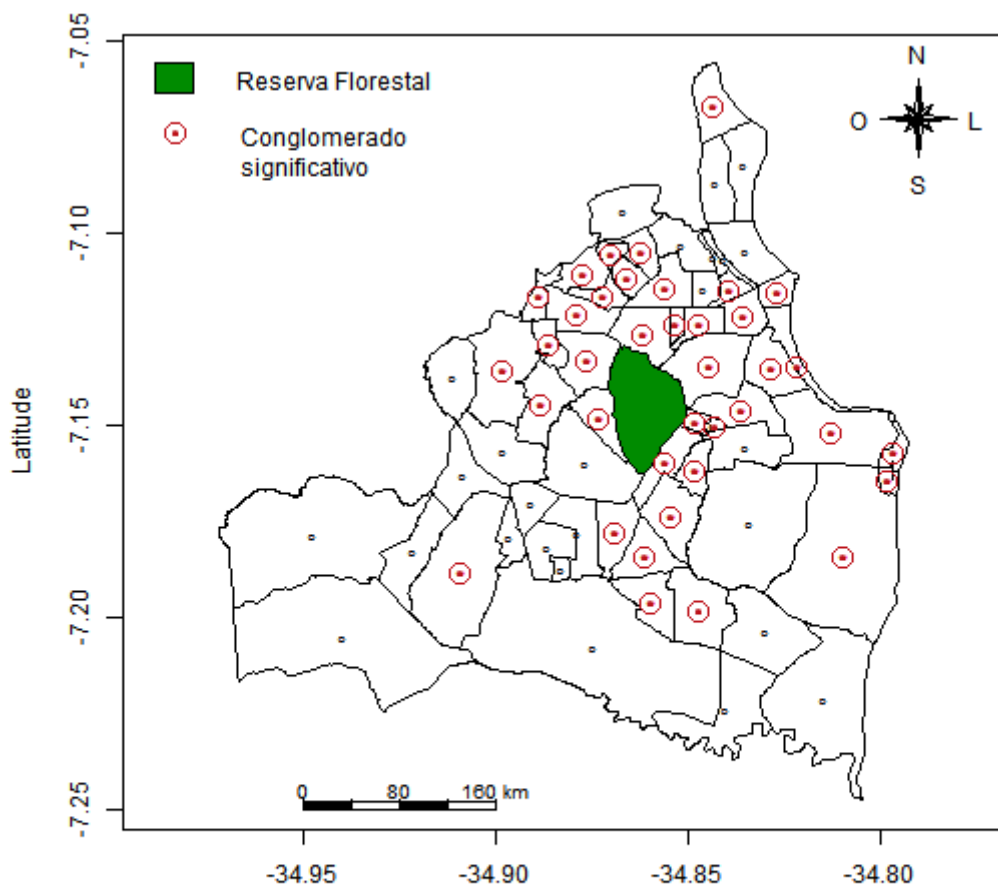 Reserva Florestal
Conglomerado
significativo
N
O
L
S
Latitude
-7.05
-7.10
-7.15
-7.20
-7.25
0 80 160 km
-34.95 -34.90 -34.85 -34.80